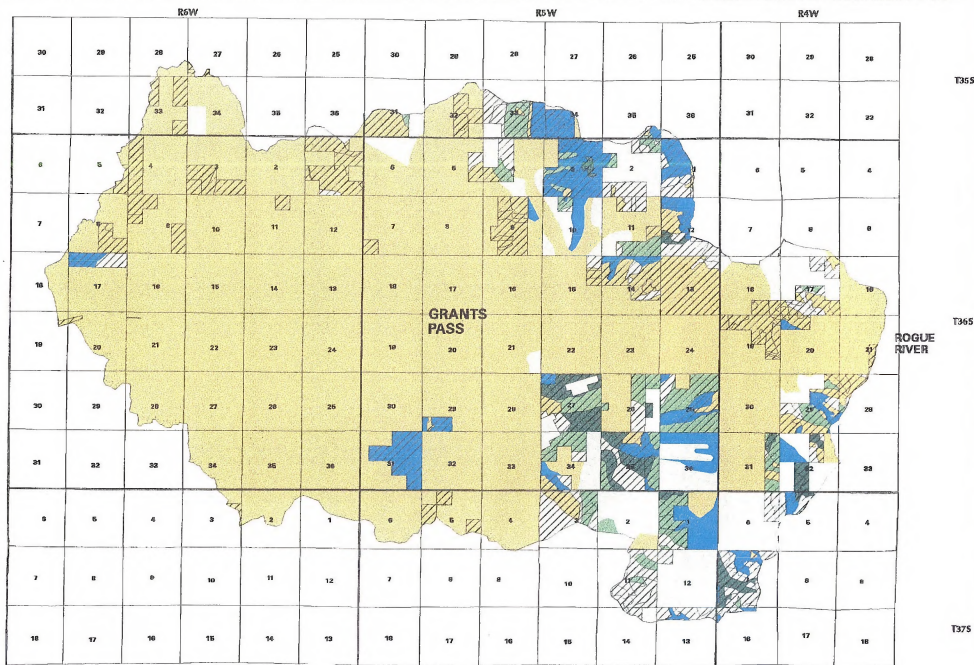 R6W R5W R4W
30 29 28 27 26 25 30 29 28 27 26 25 30 29 28
T35S
31 32 33 34 35 36 31 32 33 34 35 36 31 32 33
6 5 4 3 2 6 6 2 1 6 5 4
7 8 9 10 11 12 7 8 9 10 11 12 7 8 9
16 17 16 15 14 13 18 17 16 15 14 13 18 17 16
GRANTS
PASS
T36S
ROGUE
RIVER
19 20 21 22 23 24 19 20 21 22 23 24 19 20 21
30 29 28 27 26 25 30 29 28 27 26 25 30 29 28
31 32 33 34 35 36 31 32 33 34 35 36 31 32 33
6 5 4 3 2 1 6 5 4 3 2 1 6 5 4
7 8 9 10 11 12 7 8 9 10 11 12 8 9
18 17 16 15 14 13 18 17 16 15 14 13 16 17 18
T37S